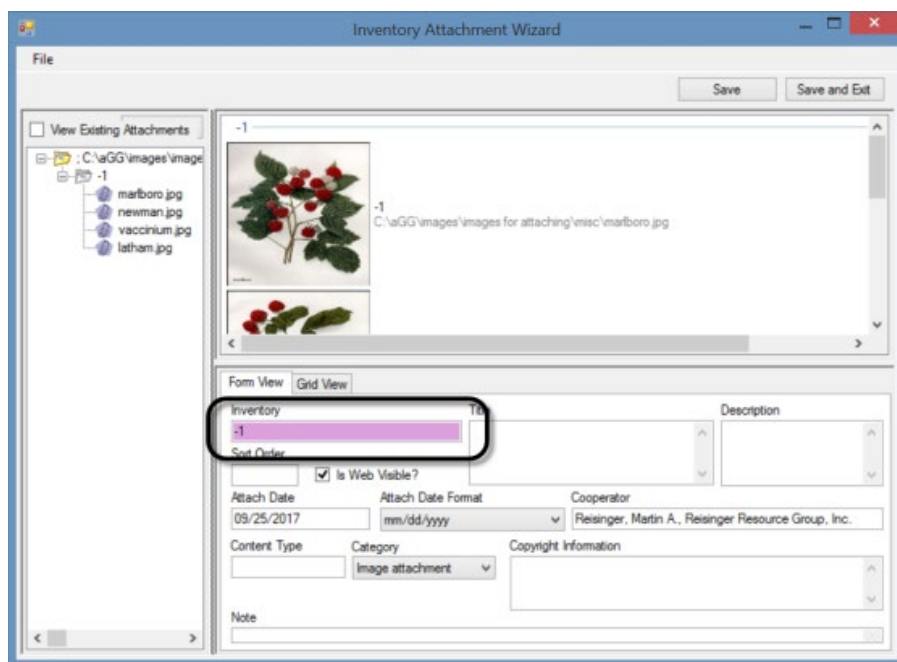 Inventory Attachment Wizard
File
Save Save and Exit
View Existing Attachments
: C:\aGG\images\image
-1
marlboro.jpg
newman.jpg
vaccinium.jpg
latham.jpg
-1
-1
C:\aGG\images\images for attaching\misc\marlboro.jpg
Form View Grid View
Inventory Description
-1
Sort Order
Is Web Visible?
Attach Date Attach Date Format Cooperator
09/25/2017 mm/dd/yyyy Reisinger, Martin A., Reisinger Resource Group, Inc.
Content Type Category Copyright Information
Image attachment
Note